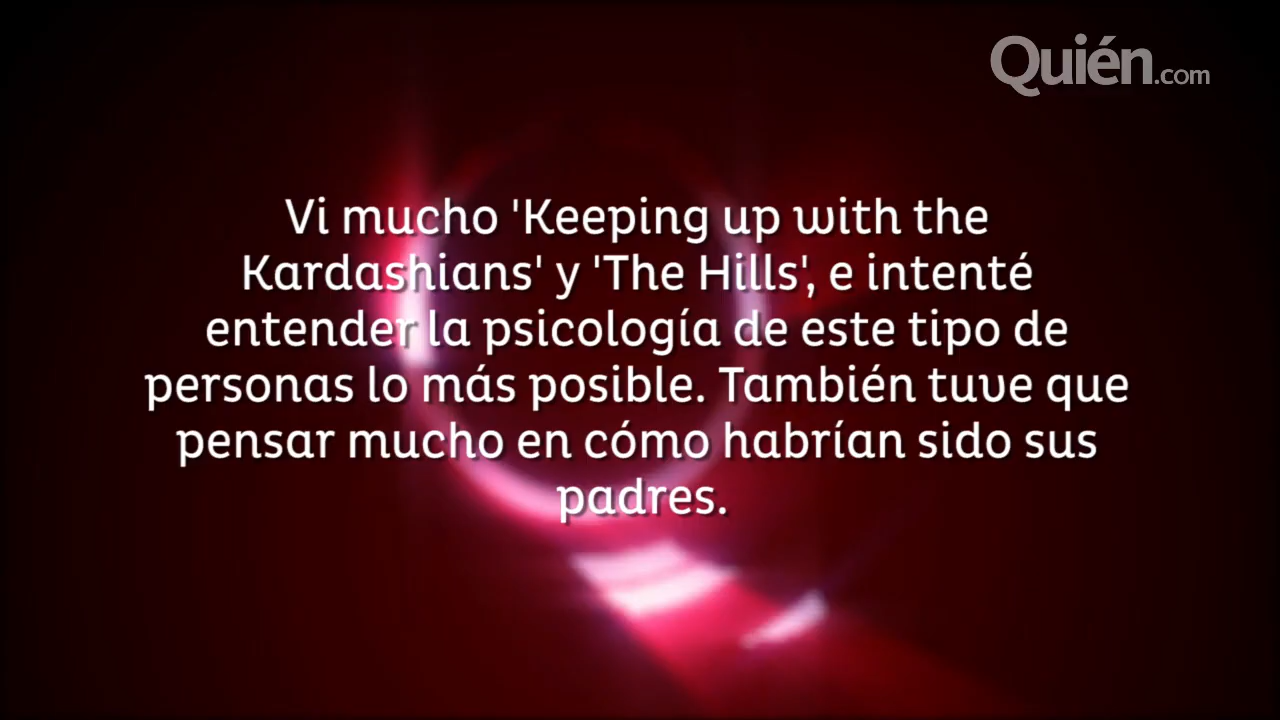 Quién.com
Vi mucho 'Keeping up with the
Kardashians' y 'The Hills', e intenté
entender la psicología de este tipo de
personas lo más posible. También tuve que
pensar mucho en cómo habrían sido sus
padres.